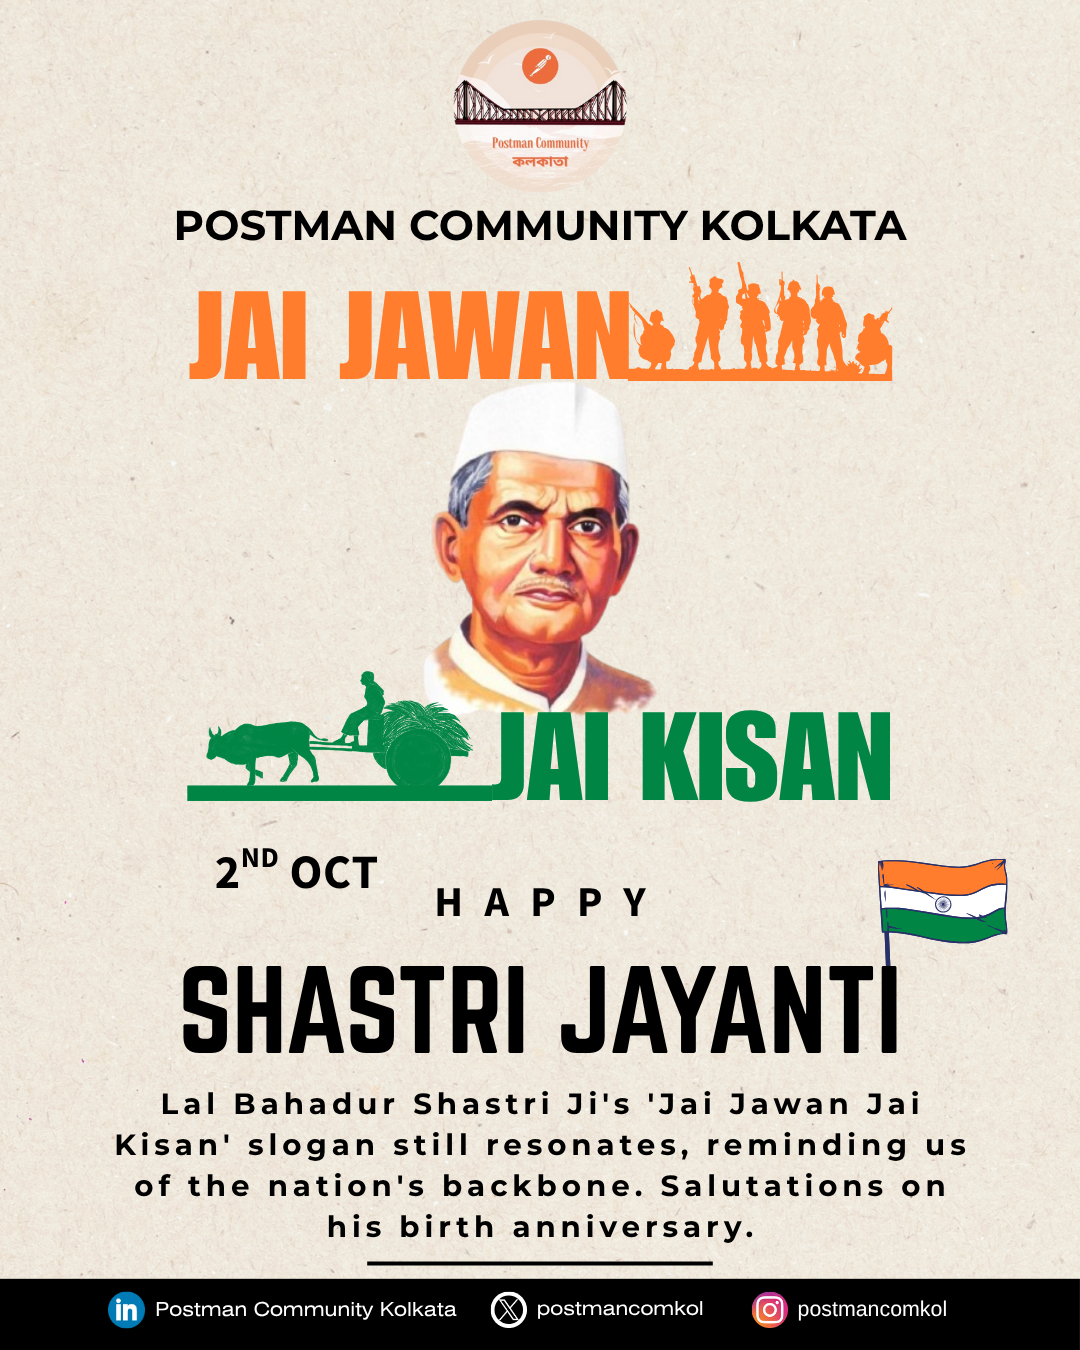 Postman Community
কলকাতা
POSTMAN COMMUNITY KOLKATA
JAI JAWAN
JAI KISAN
2ND OCT
HAPPY
SHASTRI JAYANTI
Lal Bahadur Shastri Ji's 'Jai Jawan Jai
Kisan' slogan still resonates, reminding us
of the nation's backbone. Salutations on
his birth anniversary.
in Postman Community Kolkata X postmancomkol postmancomkol